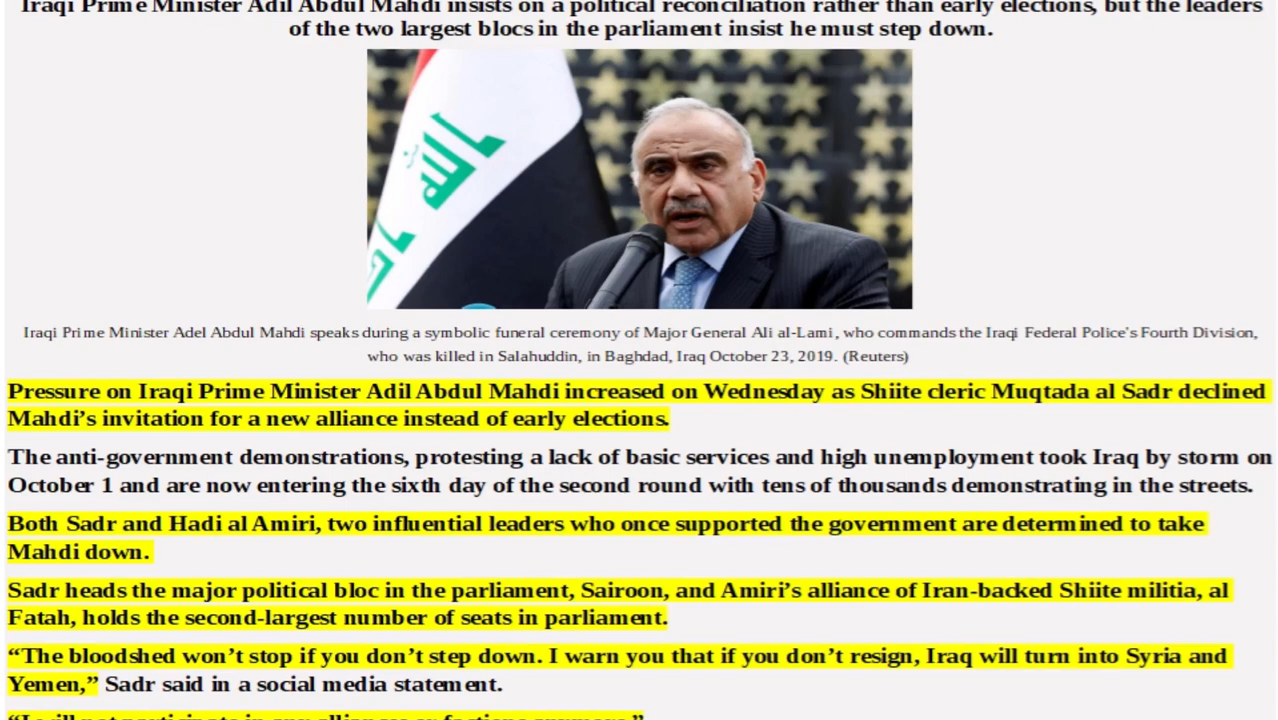 Iraqi Prime Minister Adil Abdul Mahdi insists on a political reconciliation rather than early elections, but the leaders
of the two largest blocs in the parliament insist he must step down.
الله
Iraqi Prime Minister Adel Abdul Mahdi speaks during a symbolic funeral ceremony of Major General Ali al-Lami, who commands the Iraqi Federal Police's Fourth Division,
who was killed in Salahuddin, in Baghdad, Iraq October 23, 2019. (Reuters)
Pressure on Iraqi Prime Minister Adil Abdul Mahdi increased on Wednesday as Shiite cleric Muqtada al Sadr declined
Mahdi’s invitation for a new alliance instead of early elections.
The anti-government demonstrations, protesting a lack of basic services and high unemployment took Iraq by storm on
October 1 and are now entering the sixth day of the second round with tens of thousands demonstrating in the streets.
Both Sadr and Hadi al Amiri, two influential leaders who once supported the government are determined to take
Mahdi down.
Sadr heads the major political bloc in the parliament, Sairoon, and Amiri’s alliance of Iran-backed Shiite militia, al
Fatah, holds the second-largest number of seats in parliament.
“The bloodshed won’t stop if you don’t step down. I warn you that if you don’t resign, Iraq will turn into Syria and
Yemen,” Sadr said in a social media statement.
“I will not participate in any alliances or factions anymore.”